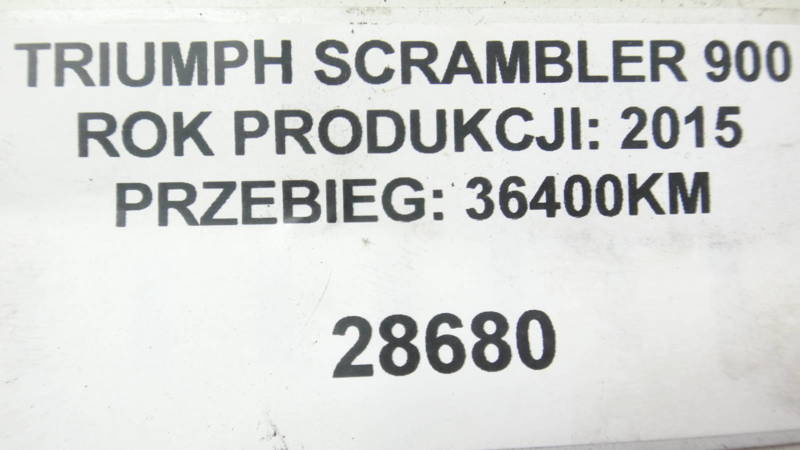 TRIUMPH SCRAMBLER 900
ROK PRODUKCJI: 2015
PRZEBIEG: 36400KM
28680